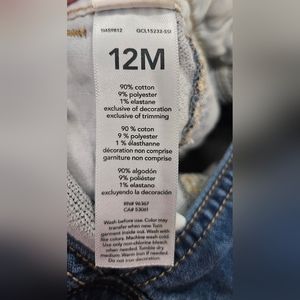 GCL15233-SSI
12M
90% cotton
9% polyester
1% elastane
exclusive of decoration
exclusive of trimming
90 % coton
9 % polyester
1 % élasthanne
décoration non comprise
garniture non comprise
90% algodón
9% poliéster
1% elastano
excluyendo la decoración
RN# 96367
CA# 53061
Wash before use. Color may
transfer when new. Turn
garment inside out. Wash with
like colors. Machine wash cold.
Use only non-chlorine bleach
when needed. Tumble dry
medium. Warm iron if needed.
Do not iron decoration.